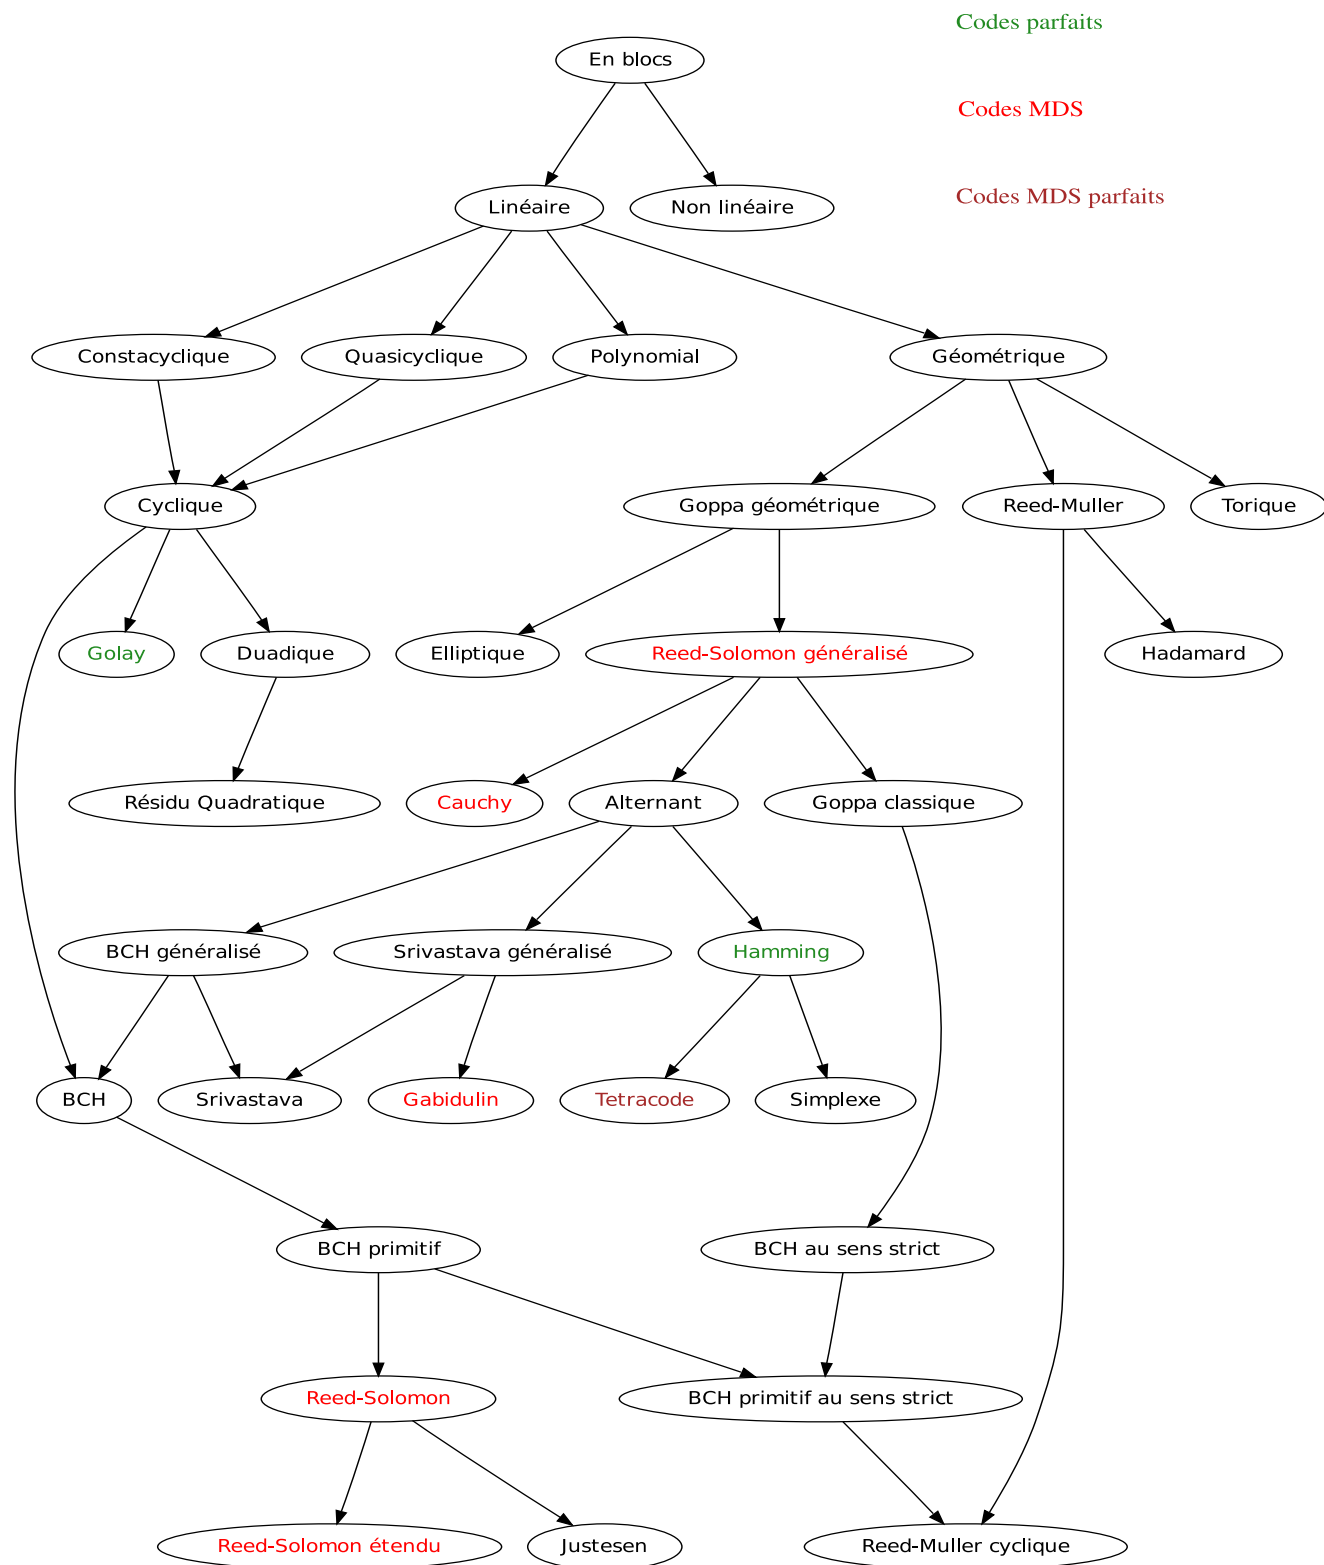 Codes parfaits
En blocs
Codes MDS
Codes MDS parfaits
Linéaire
Non linéaire
Constacyclique
Quasicyclique
Polynomial
Géométrique
Cyclique
Goppa géométrique
Reed-Muller
Torique
Golay
Duadique
Elliptique
Reed-Solomon généralisé
Hadamard
Résidu Quadratique
Cauchy
Alternant
Goppa classique
BCH généralisé
Srivastava généralisé
Hamming
BCH
Srivastava
Gabidulin
Tetracode
Simplexe
BCH primitif
BCH au sens strict
Reed-Solomon
BCH primitif au sens strict
Reed-Solomon étendu
Justesen
Reed-Muller cyclique